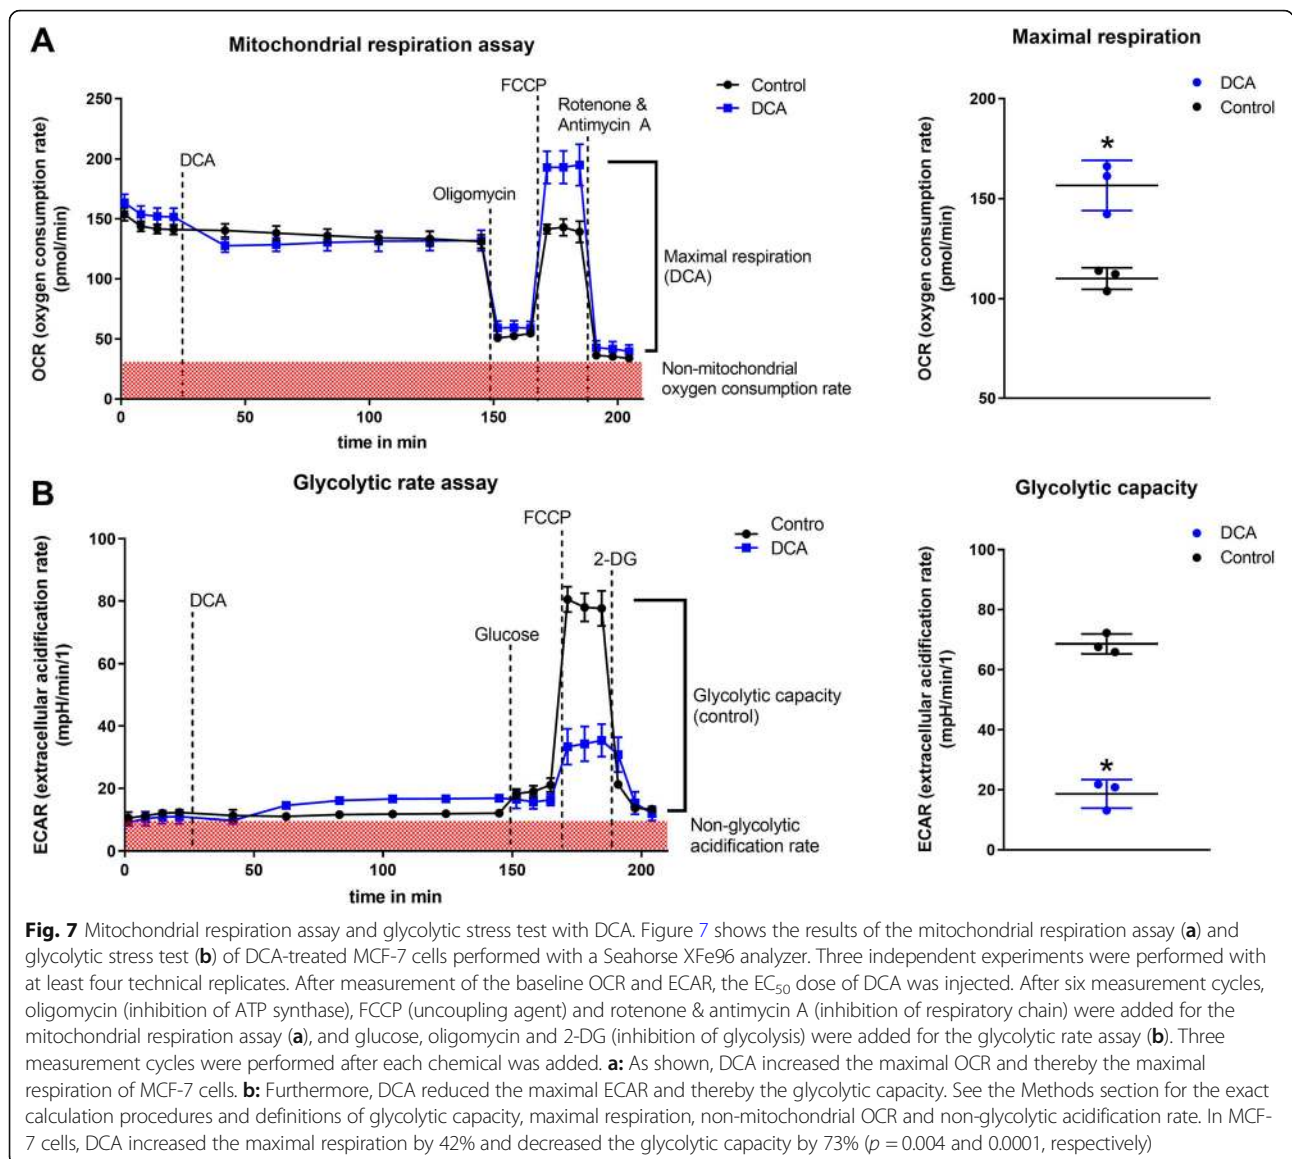 A
Mitochondrial respiration assay
Maximal respiration
Control
DCA
FCCP
Rotenone &
Antimycin A
DCA
Oligomycin
250
200
150
100
50
0
OCR (oxygen consumption rate)
(pmol/min)
0 50 100 150 200
time in min
Maximal respiration
(DCA)
Non-mitochondrial
oxygen consumption rate
DCA
Control
*
200
150
100
50
OCR (oxygen consumption rate)
(pmol/min)
B
Glycolytic rate assay
Glycolytic capacity
Contro
DCA
FCCP
2-DG
DCA
Glucose
100
80
60
40
20
0
ECAR (extracellular acidification rate)
(mpH/min/1)
0 50 100 150 200
time in min
Glycolytic capacity
(control)
Non-glycolytic
acidification rate
DCA
Control
*
100
80
60
40
20
0
ECAR (extracellular acidification rate)
(mpH/min/1)
Fig. 7 Mitochondrial respiration assay and glycolytic stress test with DCA. Figure 7 shows the results of the mitochondrial respiration assay (a) and
glycolytic stress test (b) of DCA-treated MCF-7 cells performed with a Seahorse XFe96 analyzer. Three independent experiments were performed with
at least four technical replicates. After measurement of the baseline OCR and ECAR, the EC50 dose of DCA was injected. After six measurement cycles,
oligomycin (inhibition of ATP synthase), FCCP (uncoupling agent) and rotenone & antimycin A (inhibition of respiratory chain) were added for the
mitochondrial respiration assay (a), and glucose, oligomycin and 2-DG (inhibition of glycolysis) were added for the glycolytic rate assay (b). Three
measurement cycles were performed after each chemical was added. a: As shown, DCA increased the maximal OCR and thereby the maximal
respiration of MCF-7 cells. b: Furthermore, DCA reduced the maximal ECAR and thereby the glycolytic capacity. See the Methods section for the exact
calculation procedures and definitions of glycolytic capacity, maximal respiration, non-mitochondrial OCR and non-glycolytic acidification rate. In MCF-
7 cells, DCA increased the maximal respiration by 42% and decreased the glycolytic capacity by 73% (p = 0.004 and 0.0001, respectively)